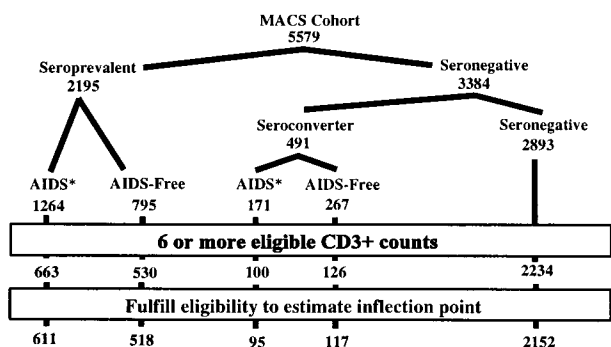 MACS Cohort
5579
Seroprevalent
2195
Seronegative
3384
Seroconverter
491
Seronegative
2893
AIDS*
1264
AIDS-Free
795
AIDS*
171
AIDS-Free
267
6 or more eligible CD3+ counts
663 530 100 126 2234
Fulfill eligibility to estimate inflection point
611 518 95 117 2152